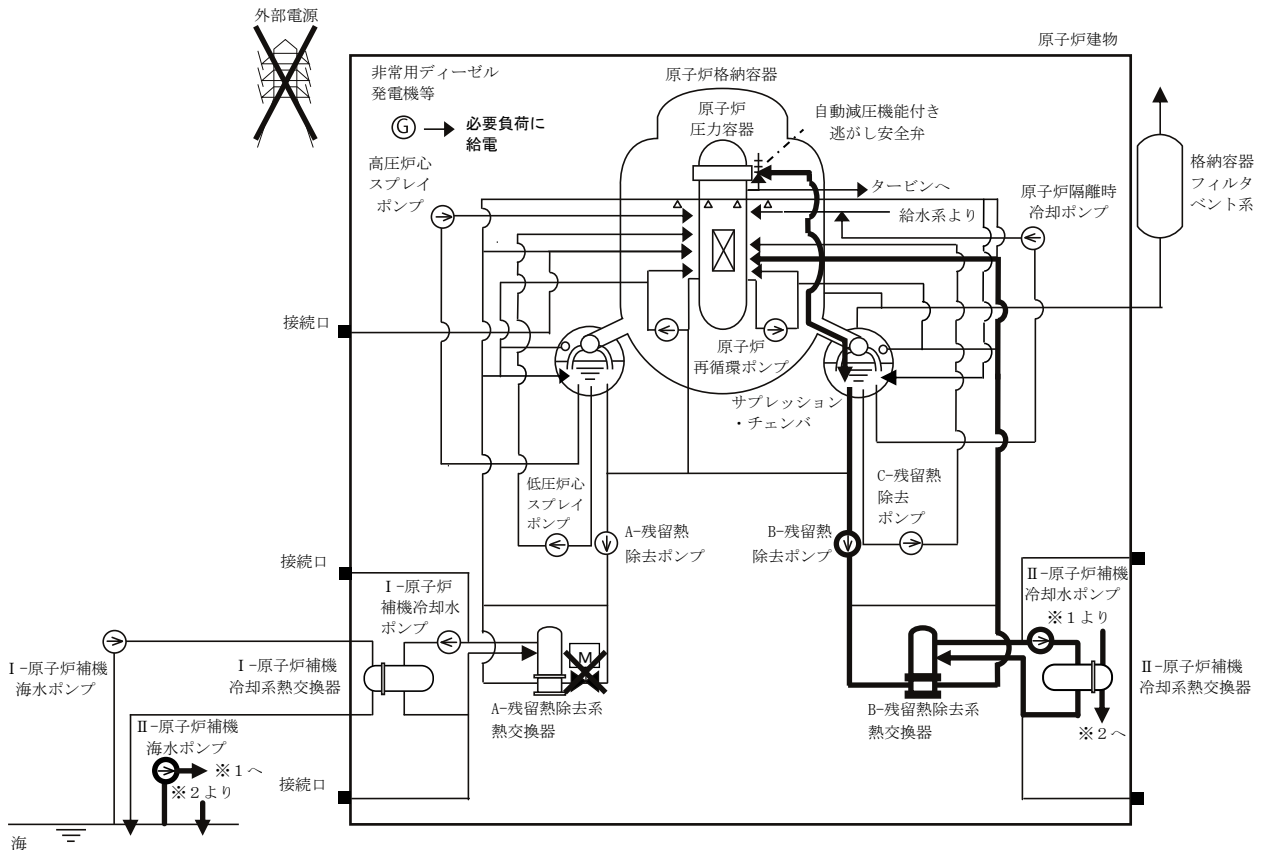 外部電源
原子炉建物
非常用ディーゼル
発電機等
G
必要負荷に
給電
原子炉格納容器
原子炉
圧力容器
自動減圧機能付き
逃がし安全弁
高圧炉心
スプレイ
ポンプ
タービンへ
給水系より
原子炉隔離時
冷却ポンプ
格納容器
フィルタ
ベント系
接続口
原子炉
再循環ポンプ
サプレッション
・チェンバ
低圧炉心
スプレイ
ポンプ
A-残留熱
除去ポンプ
B-残留熱
除去ポンプ
C-残留熱
除去
ポンプ
接続口
Ⅰ-原子炉
補機冷却水
ポンプ
Ⅱ-原子炉補機
冷却水ポンプ
※1より
Ⅰ-原子炉補機
海水ポンプ
Ⅰ-原子炉補機
冷却系熱交換器
M
A-残留熱除去系
熱交換器
B-残留熱除去系
熱交換器
Ⅱ-原子炉補機
冷却系熱交換器
※2へ
Ⅱ-原子炉補機
海水ポンプ
※1へ
※2より
接続口
海